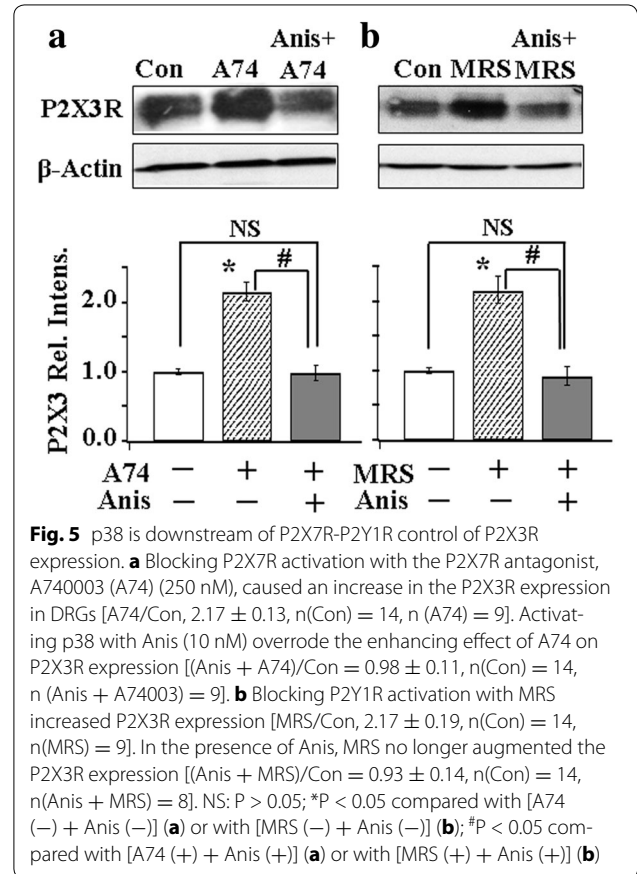 a b
Anis+ Anis+
Con A74 A74 Con MRS MRS
P2X3R
β-Actin
NS NS
* # * #
P2X3 Rel. Intens.
2.0
1.0
0.0
A74 − + + MRS − + +
Anis − − + Anis − − +
Fig. 5 p38 is downstream of P2X7R-P2Y1R control of P2X3R
expression. a Blocking P2X7R activation with the P2X7R antagonist,
A740003 (A74) (250 nM), caused an increase in the P2X3R expression
in DRGs [A74/Con, 2.17 ± 0.13, n(Con) = 14, n (A74) = 9]. Activat-
ing p38 with Anis (10 nM) overrode the enhancing effect of A74 on
P2X3R expression [(Anis + A74)/Con = 0.98 ± 0.11, n(Con) = 14,
n (Anis + A74003) = 9]. b Blocking P2Y1R activation with MRS
increased P2X3R expression [MRS/Con, 2.17 ± 0.19, n(Con) = 14,
n(MRS) = 9]. In the presence of Anis, MRS no longer augmented the
P2X3R expression [(Anis + MRS)/Con = 0.93 ± 0.14, n(Con) = 14,
n(Anis + MRS) = 8]. NS: P > 0.05; *P < 0.05 compared with [A74
(−) + Anis (−)] (a) or with [MRS (−) + Anis (−)] (b); #P < 0.05 com-
pared with [A74 (+) + Anis (+)] (a) or with [MRS (+) + Anis (+)] (b)